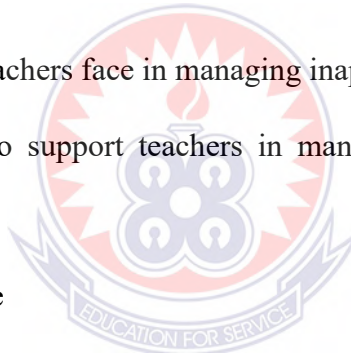 achers face in managing inap
o support teachers in man
e
EDUCATION FOR SERVICE